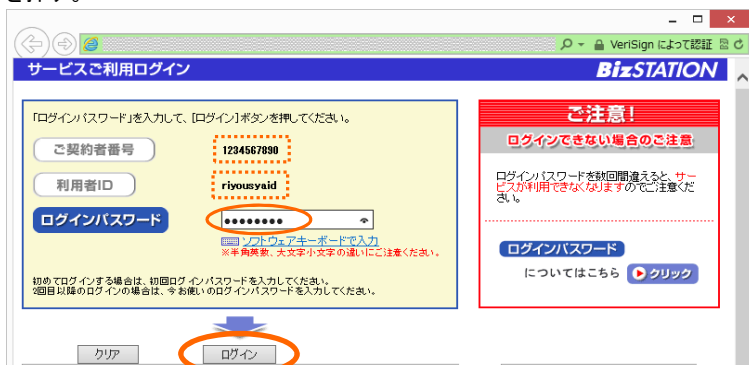 VeriSign によって認証
サービスご利用ログイン
BizSTATION
「ログインパスワード」を入力して、[ログイン]ボタンを押してください。
ご契約者番号
1234567890
利用者ID
riyousyaid
ログインパスワード
●●●●●●●●
ソフトウェアキーボードで入力
※半角英数、大文字小文字の違いにご注意ください。
初めてログインする場合は、初回ログインパスワードを入力してください。
2回目以降のログインの場合は、今お使いのログインパスワードを入力してください。
クリア
ログイン
ご注意!
ログインできない場合のご注意
ログインパスワードを数回間違えると、サー
ビスが利用できなくなりますのでご注意くだ
さい。
ログインパスワード
についてはこちら
クリック